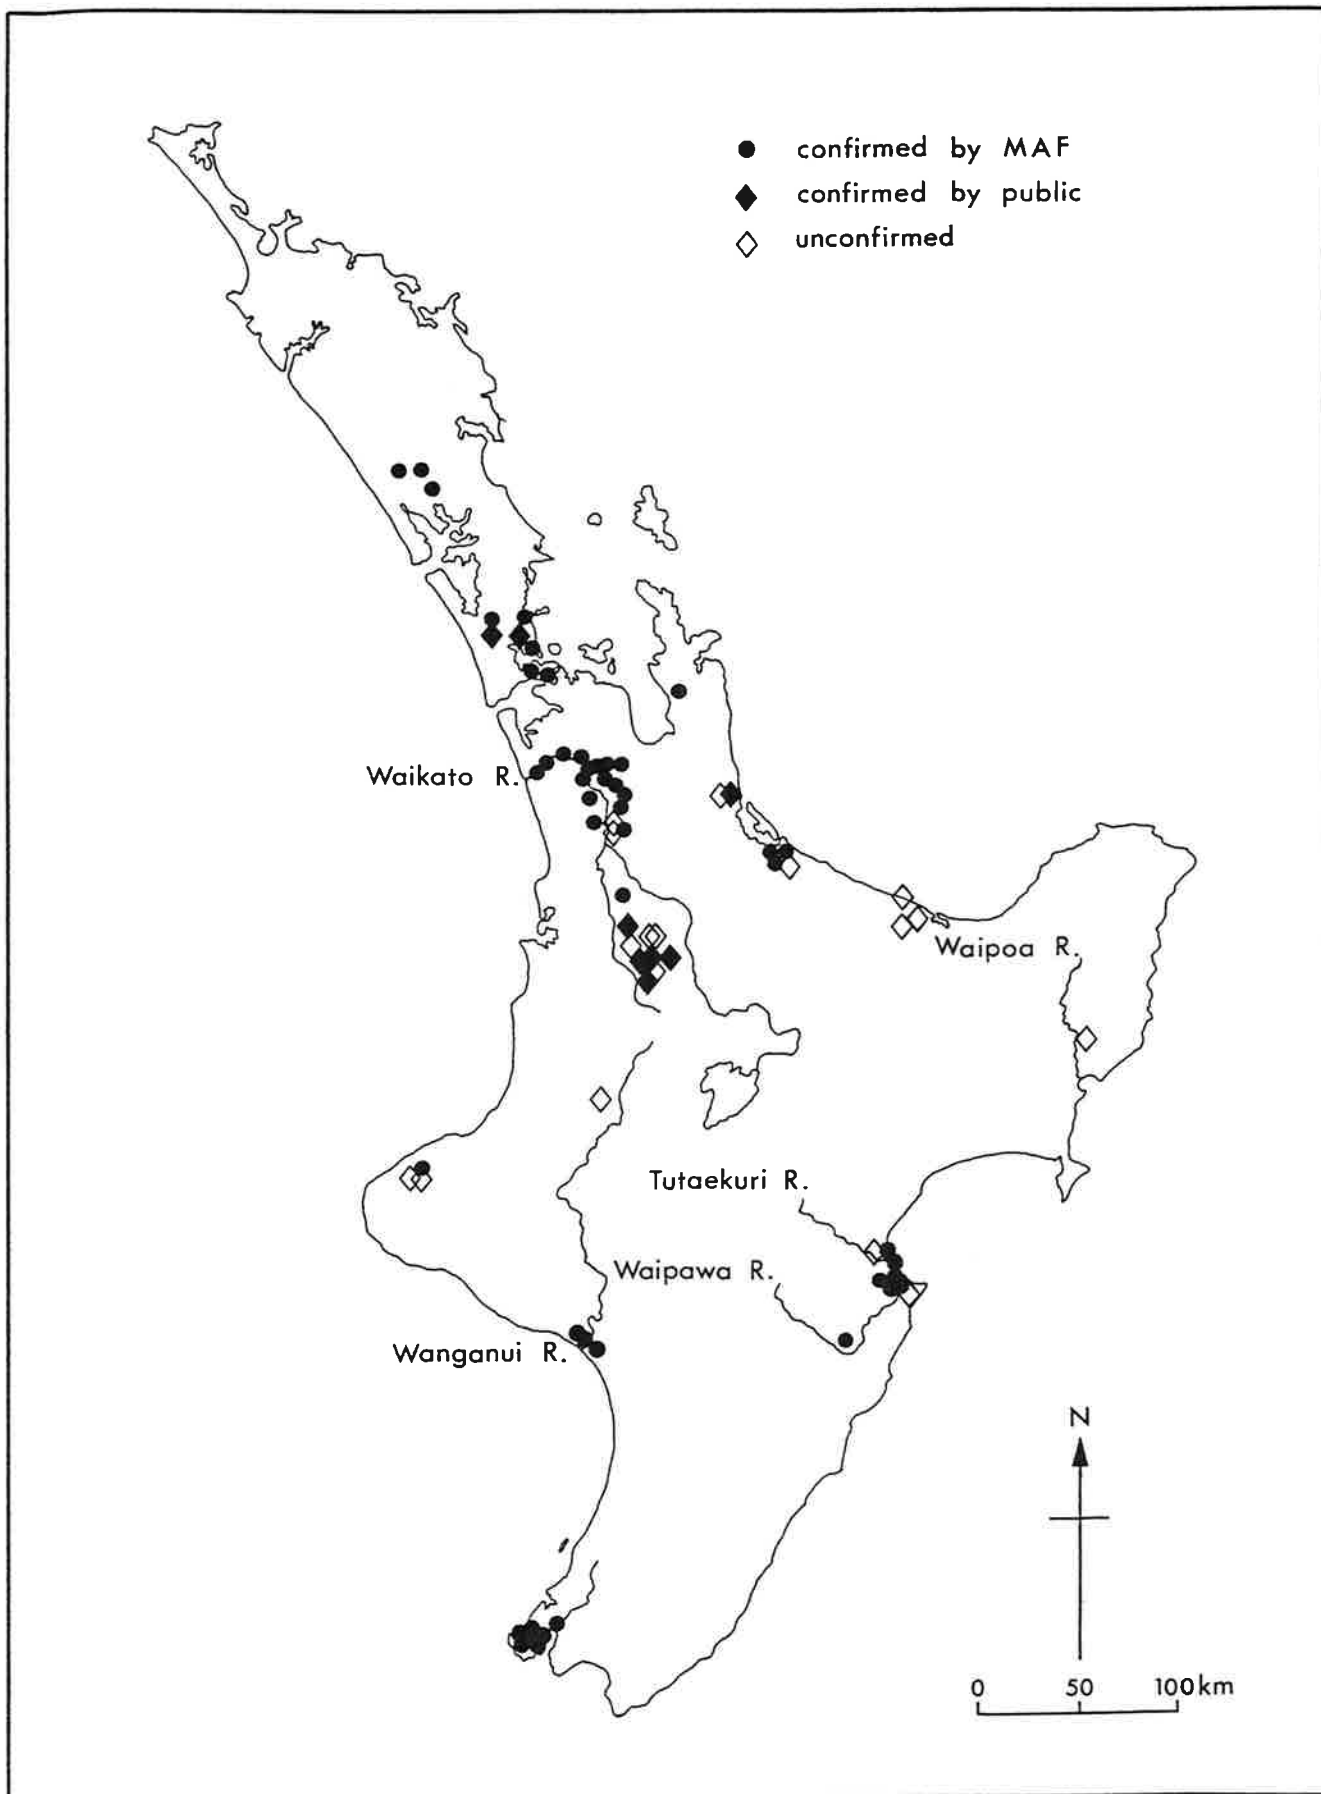 confirmed by MAF
confirmed by public
unconfirmed
Waikato R.
Waipoa R.
Tutaekuri R.
Waipawa R.
Wanganui R.
N
0 50 100km